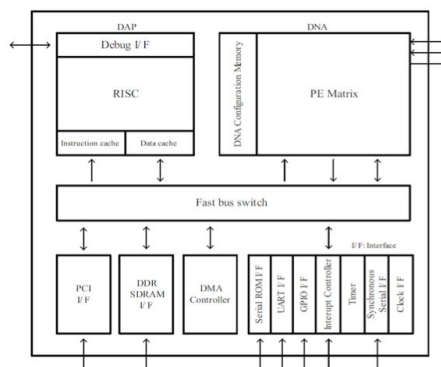 DAP
DNA
Debug I/F
RISC
Instruction cache
Data cache
DNA Configuration Memory
PE Matrix
Fast bus switch
I/F: Interface
PCI
I/F
DDR
SDRAM
I/F
DMA
Controller
Serial ROM I/F
UART I/F
GPIO I/F
Interupt Controller
Timer
Synchronous
Serial I/F
Clock I/F